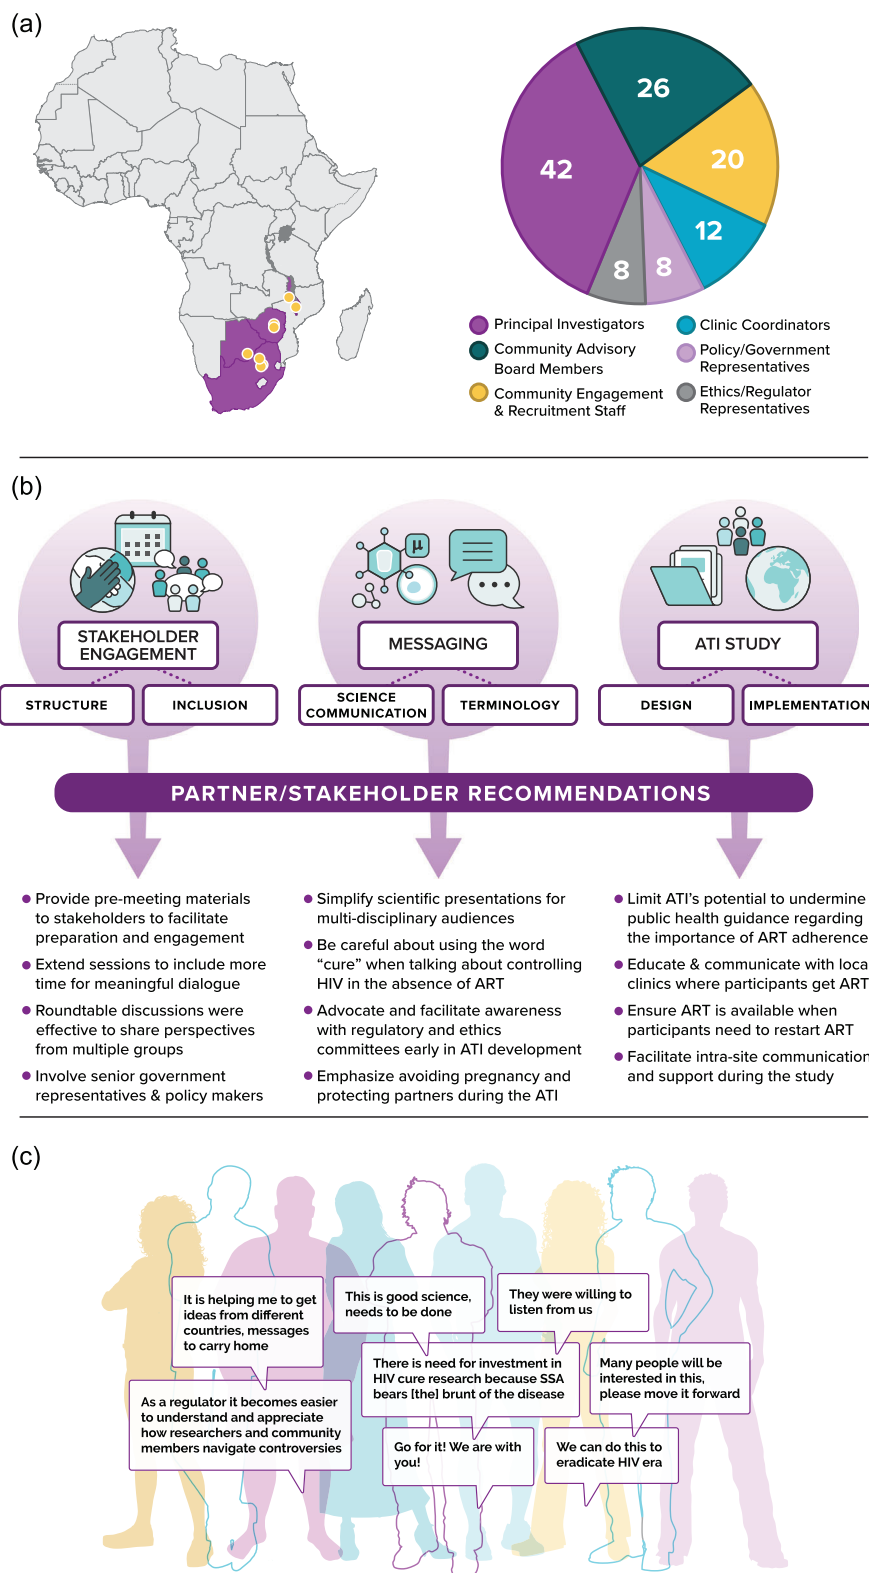 (a)
42
26
20
12
8
8
Principal Investigators
Community Advisory
Board Members
Community Engagement
& Recruitment Staff
Clinic Coordinators
Policy/Government
Representatives
Ethics/Regulator
Representatives
(b)
STAKEHOLDER
ENGAGEMENT
STRUCTURE
INCLUSION
µ
MESSAGING
SCIENCE
COMMUNICATION
TERMINOLOGY
ATI STUDY
DESIGN
IMPLEMENTATION
PARTNER/STAKEHOLDER RECOMMENDATIONS
Provide pre-meeting materials
to stakeholders to facilitate
preparation and engagement
Extend sessions to include more
time for meaningful dialogue
Roundtable discussions were
effective to share perspectives
from multiple groups
Involve senior government
representatives & policy makers
Simplify scientific presentations for
multi-disciplinary audiences
Be careful about using the word
“cure” when talking about controlling
HIV in the absence of ART
Advocate and facilitate awareness
with regulatory and ethics
committees early in ATI development
Emphasize avoiding pregnancy and
protecting partners during the ATI
Limit ATI’s potential to undermine
public health guidance regarding
the importance of ART adherence
Educate & communicate with loca
clinics where participants get ART
Ensure ART is available when
participants need to restart ART
Facilitate intra-site communication
and support during the study
(c)
It is helping me to get
ideas from different
countries, messages
to carry home
This is good science,
needs to be done
They were willing to
listen from us
There is need for investment in
HIV cure research because SSA
bears [the] brunt of the disease
Many people will be
interested in this,
please move it forward
As a regulator it becomes easier
to understand and appreciate
how researchers and community
members navigate controversies
Go for it! We are with
you!
We can do this to
eradicate HIV era